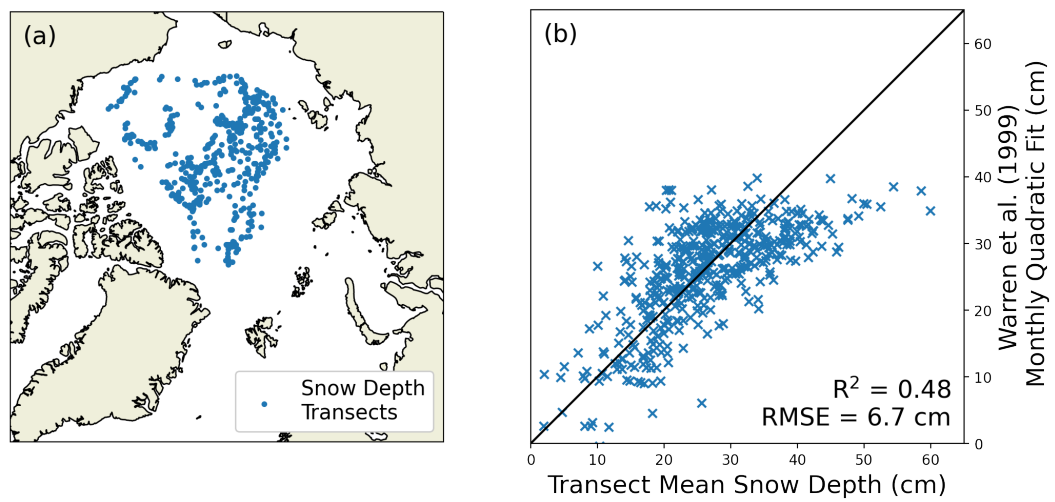 (a)
Snow Depth
Transects
(b)
R² = 0.48
RMSE = 6.7 cm
0
10
20
30
40
50
60
Transect Mean Snow Depth (cm)
60
50
40
30
20
10
0
Warren et al. (1999)
Monthly Quadratic Fit (cm)